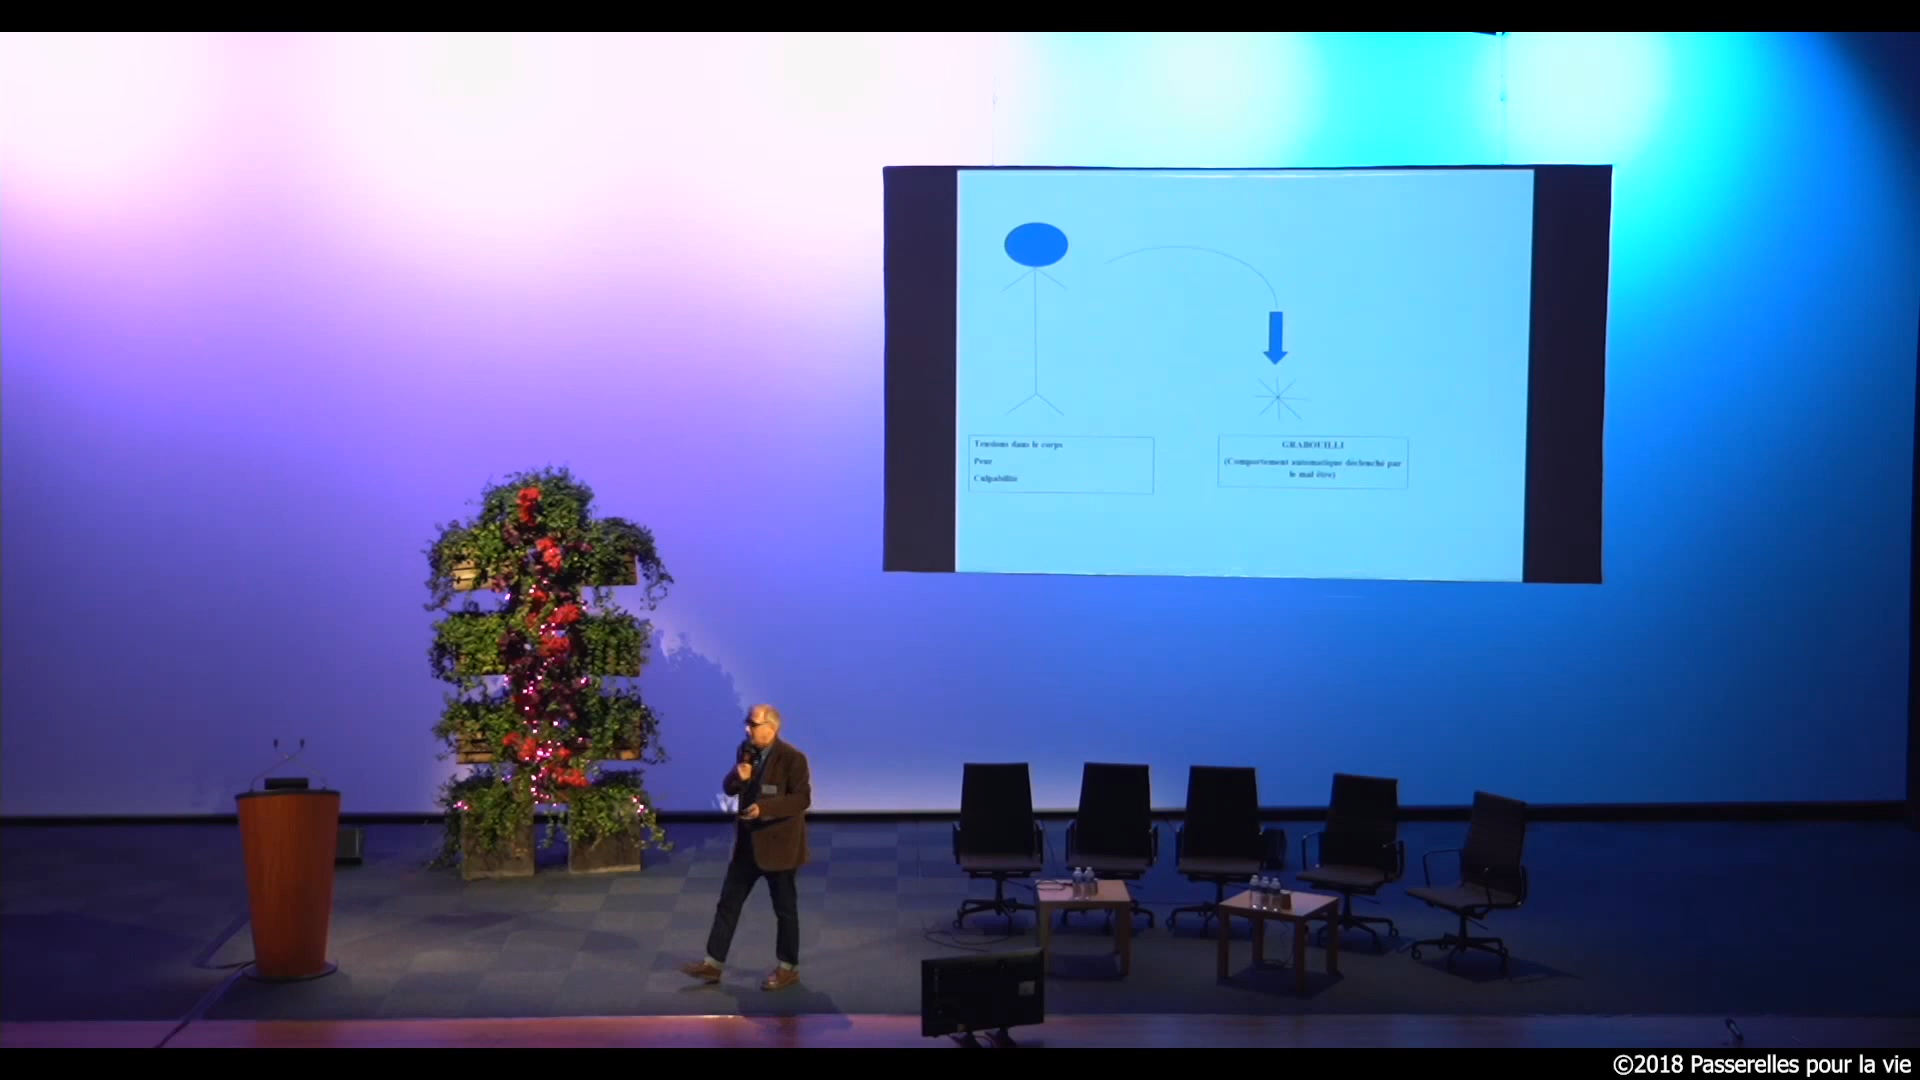 Tensions dans le corps
Peur
Culpabilité
GRABOUILLI
(Comportement automatique déclenché par
le mal être)
©2018 Passerelles pour la vie